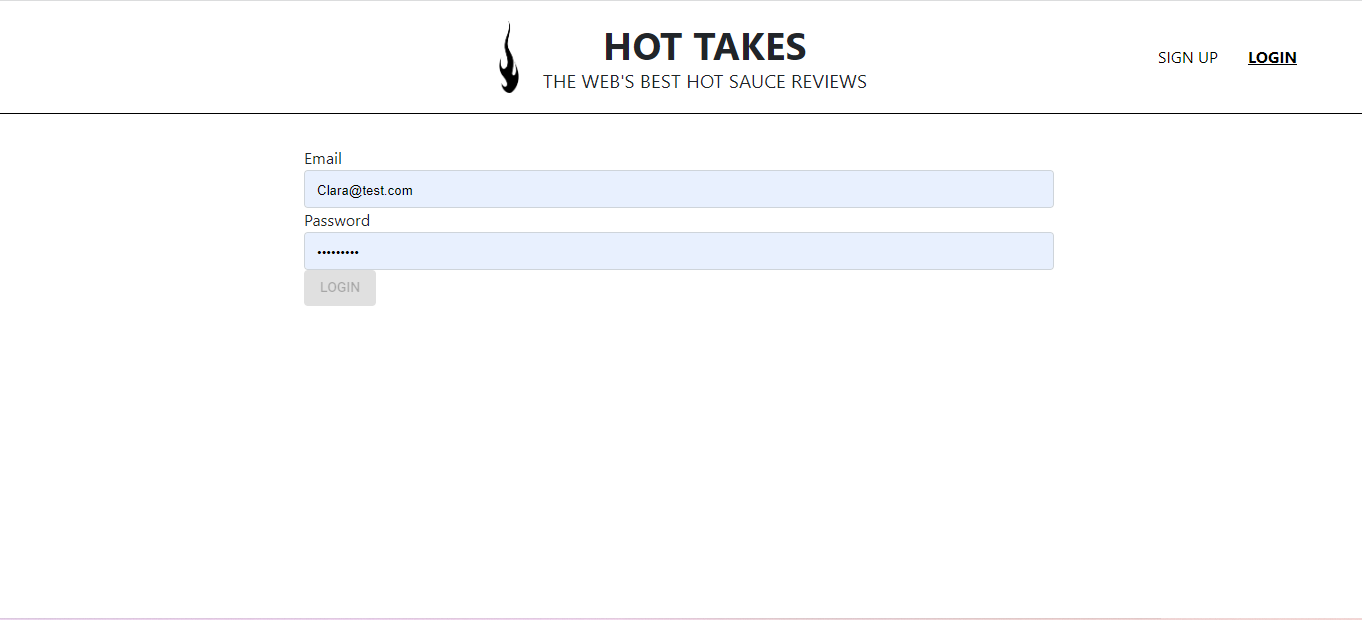 HOT TAKES
THE WEB'S BEST HOT SAUCE REVIEWS
SIGN UP
LOGIN
Email
Clara@test.com
Password
•••••••••
LOGIN